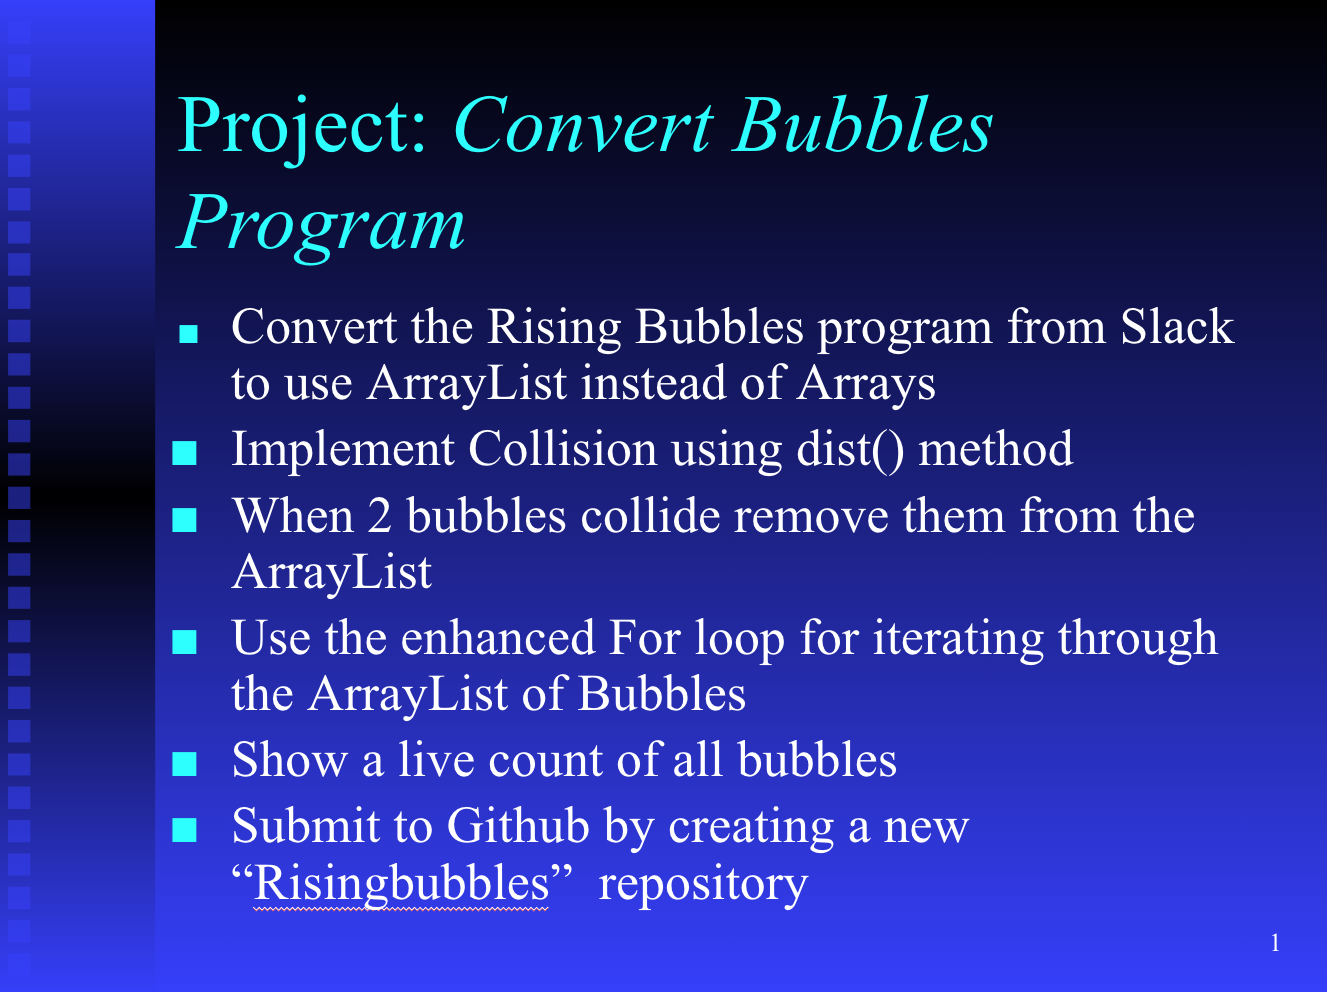 Project: Convert Bubbles
Program
Convert the Rising Bubbles program from Slack
to use ArrayList instead of Arrays
Implement Collision using dist() method
When 2 bubbles collide remove them from the
ArrayList
Use the enhanced For loop for iterating through
the ArrayList of Bubbles
Show a live count of all bubbles
Submit to Github by creating a new
“Risingbubbles”  repository
1